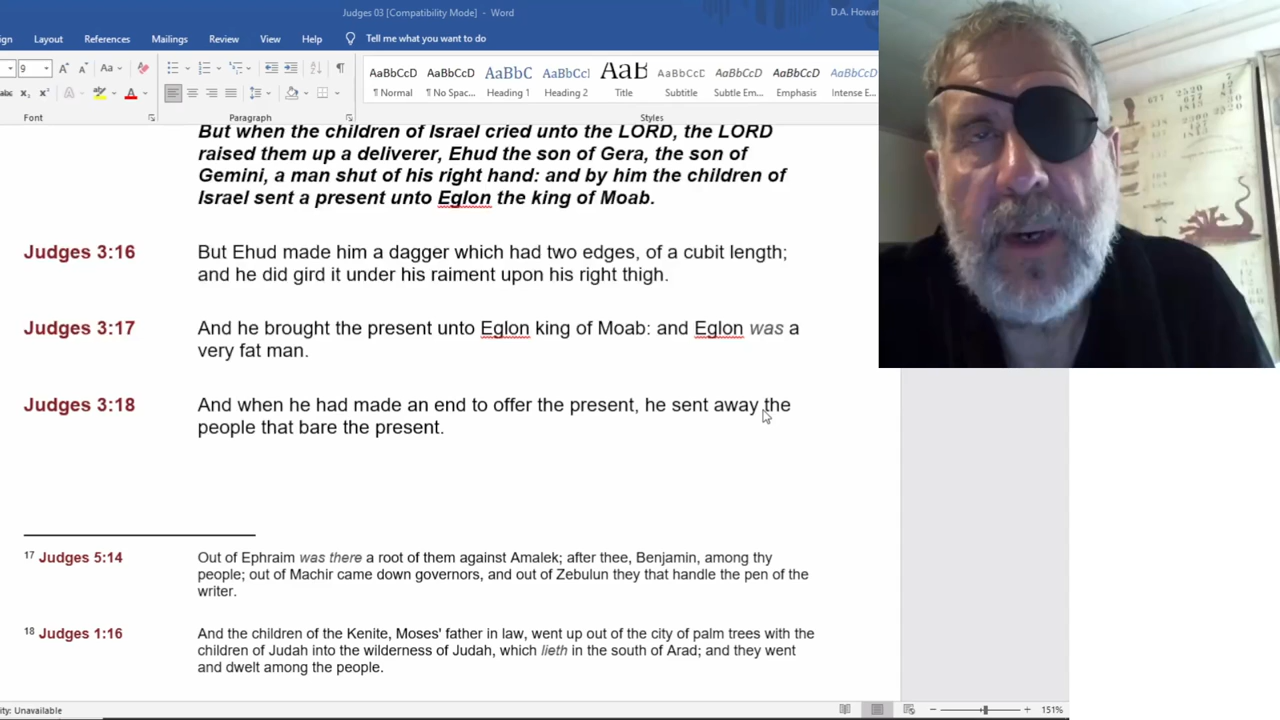 Judges 03 [Compatibility Mode] - Word
D.A. Howar
ign Layout References Mailings Review View Help Tell me what you want to do
9 A A Aa
abc x₂ x² A A
Font
Paragraph
AaBbCcD AaBbCcD AaBbC AaBbCcl AaB AaBbCcD AaBbCcD AaBbCcD AaBbCcD
¶ Normal ¶ No Spac... Heading 1 Heading 2 Title Subtitle Subtle Em... Emphasis Intense E...
Styles
But when the children of Israel cried unto the LORD, the LORD
raised them up a deliverer, Ehud the son of Gera, the son of
Gemini, a man shut of his right hand: and by him the children of
Israel sent a present unto Eglon the king of Moab.
Judges 3:16 But Ehud made him a dagger which had two edges, of a cubit length;
and he did gird it under his raiment upon his right thigh.
Judges 3:17 And he brought the present unto Eglon king of Moab: and Eglon was a
very fat man.
Judges 3:18 And when he had made an end to offer the present, he sent away the
people that bare the present.
17 Judges 5:14 Out of Ephraim was there a root of them against Amalek; after thee, Benjamin, among thy
people; out of Machir came down governors, and out of Zebulun they that handle the pen of the
writer.
18 Judges 1:16 And the children of the Kenite, Moses' father in law, went up out of the city of palm trees with the
children of Judah into the wilderness of Judah, which lieth in the south of Arad; and they went
and dwelt among the people.
ity: Unavailable
151%
677
2520
1843